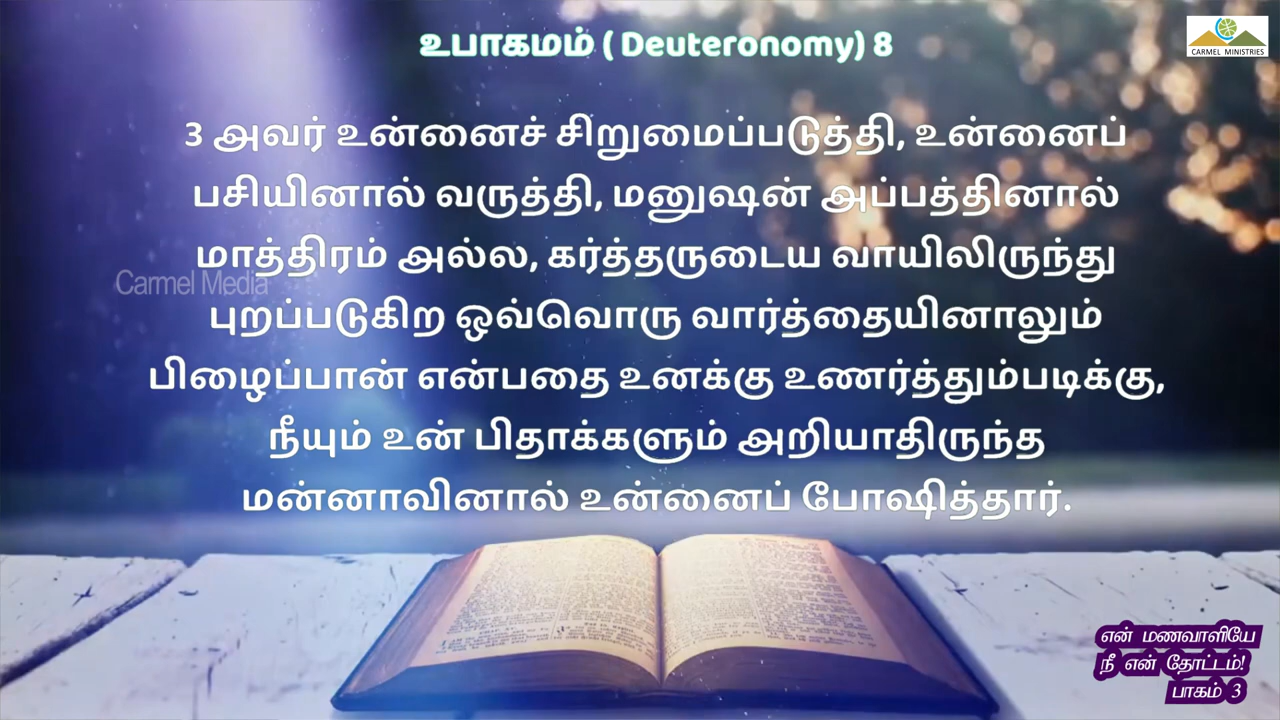 உபாகமம் ( Deuteronomy) 8
CARMEL MINISTRIES
3 அவர் உன்னைச் சிறுமைப்படுத்தி, உன்னைப்
பசியினால் வருத்தி, மனுஷன் அப்பத்தினால்
மாத்திரம் அல்ல, கர்த்தருடைய வாயிலிருந்து
Carmel Media
புறப்படுகிற ஒவ்வொரு வார்த்தையினாலும்
பிழைப்பான் என்பதை உனக்கு உணர்த்தும்படிக்கு,
நீயும் உன் பிதாக்களும் அறியாதிருந்த
மன்னாவினால் உன்னைப் போஷித்தார்.
என் மணவாளியே
நீ என் தோட்டம்!
பாகம் 3